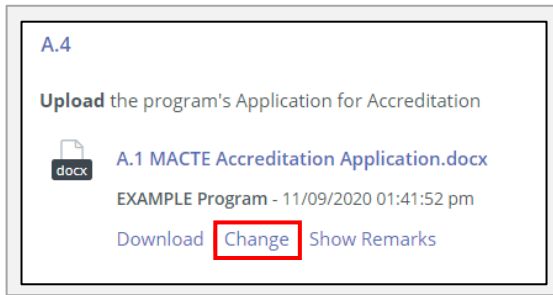 A.4
Upload the program's Application for Accreditation
docx
A.1 MACTE Accreditation Application.docx
EXAMPLE Program - 11/09/2020 01:41:52 pm
Download Change Show Remarks